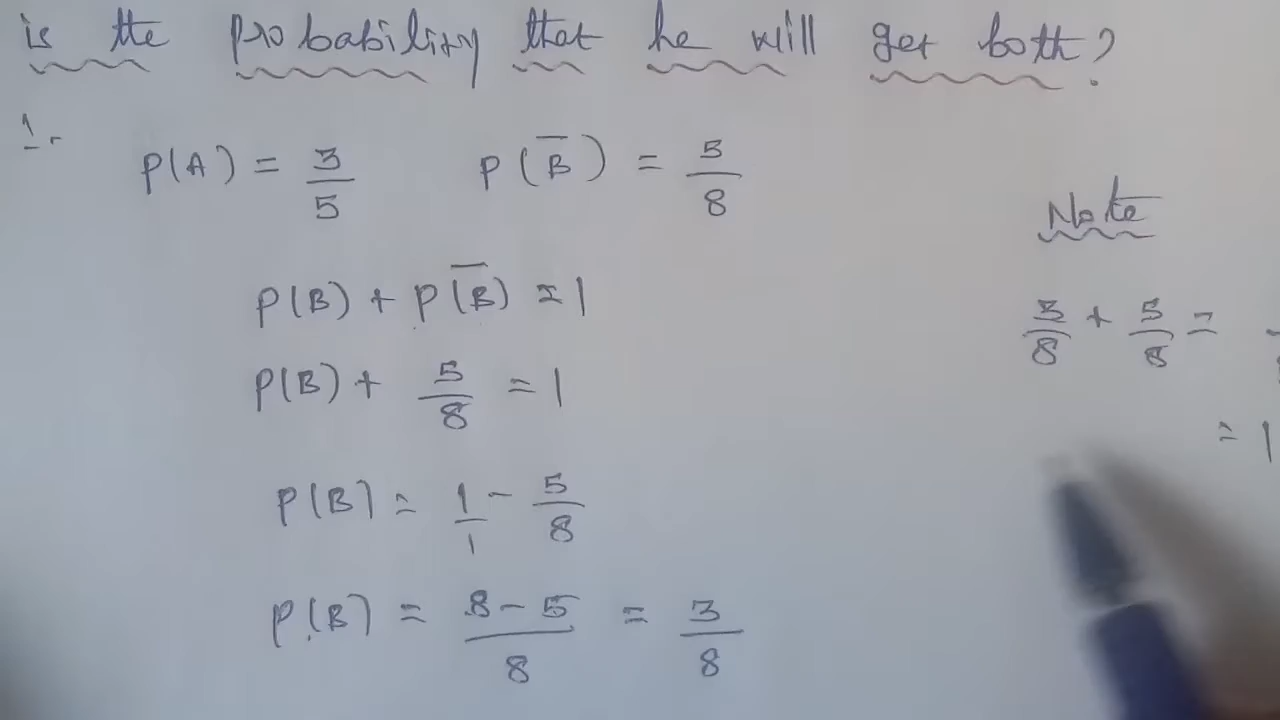 is the probability that he will get both?
1.
P(A) = 3/5 P(B̅) = 5/8
Note
P(B) + P(B̅) = 1
3/8 + 5/8 =
P(B) + 5/8 = 1
= 1
P(B) = 1/1 - 5/8
P(B) = 8-5/8 = 3/8